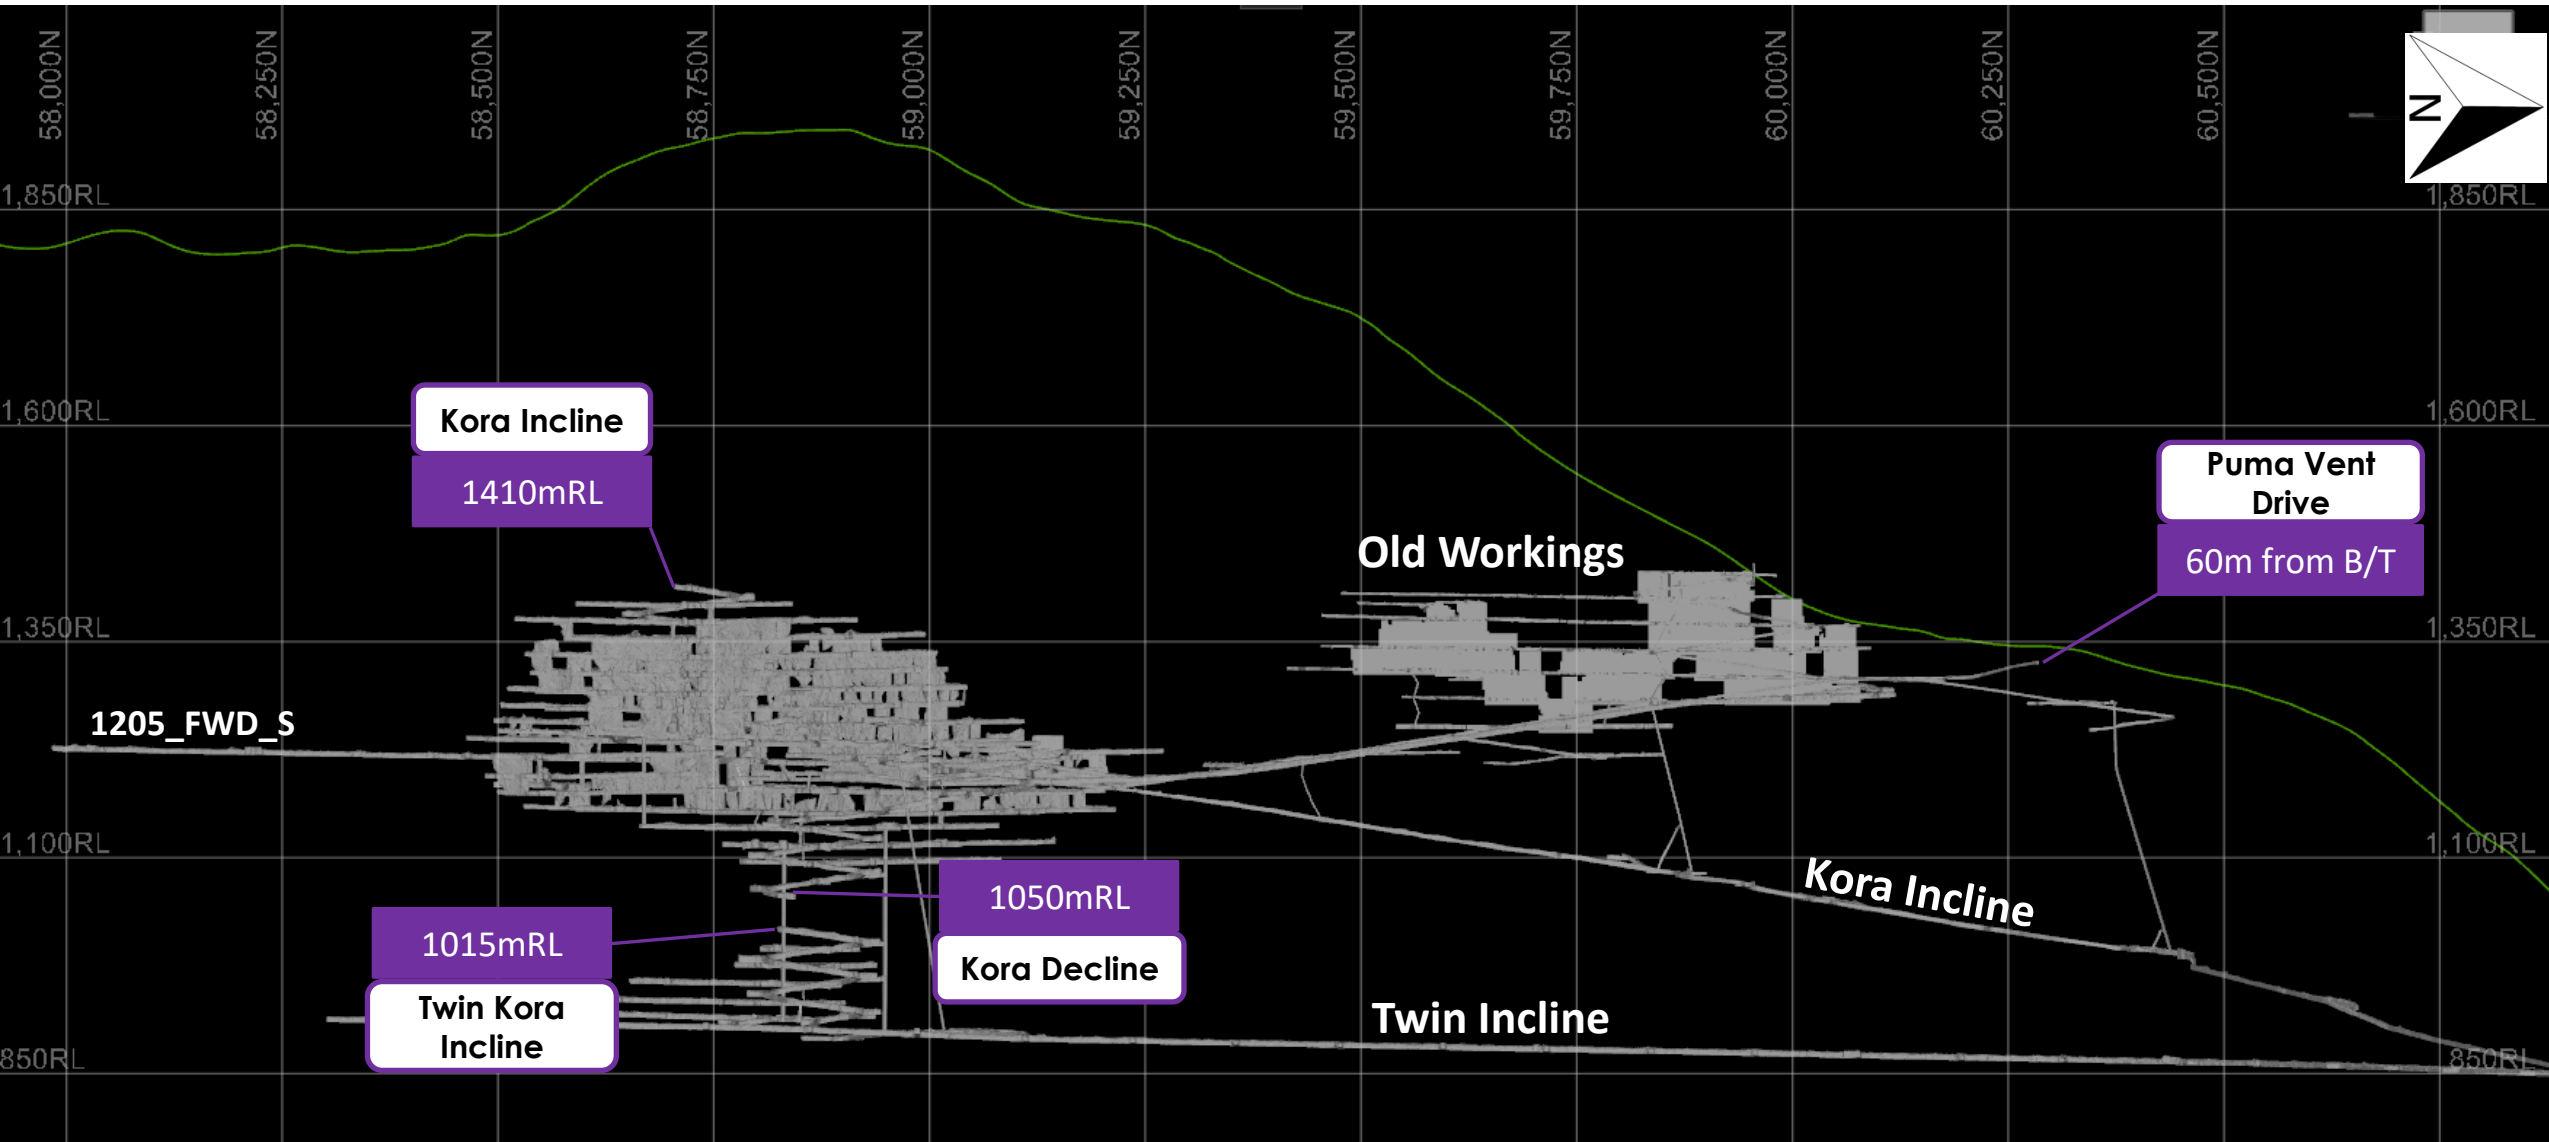 58,000N
58,250N
58,500N
58,750N
59,000N
59,250N
59,500N
59,750N
60,000N
60,250N
60,500N
N
1,850RL
1,850RL
1,600RL
1,600RL
Kora Incline
1410mRL
Puma Vent
Drive
60m from B/T
Old Workings
1,350RL
1,350RL
1205_FWD_S
1,100RL
1,100RL
Kora Incline
1050mRL
Kora Decline
1015mRL
Twin Kora
Incline
Twin Incline
850RL
850RL